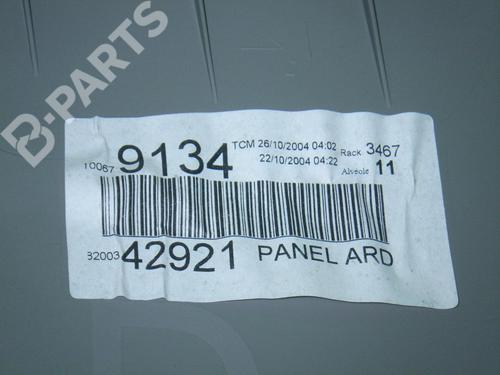 B-PARTS
10067 9134 TCM 26/10/2004 04:02 Rack 3467
22/10/2004 04:22 Alveole 11
82003 42921 PANEL ARD